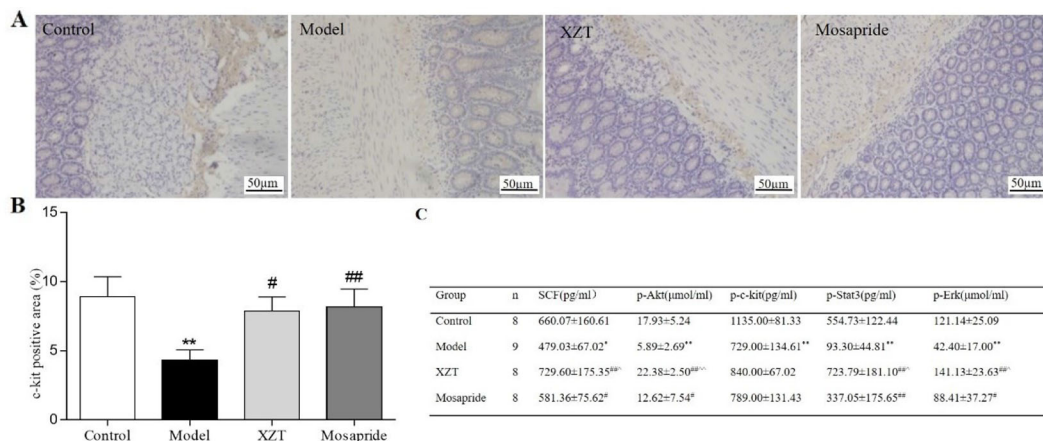 A
Control
Model
XZT
Mosapride
50μm
50μm
50μm
50μm
B
c-kit positive area (%)
15
10
5
0
**
#
##
Control
Model
XZT
Mosapride
C
Group n SCF(pg/ml) p-Akt(μmol/ml) p-c-kit(pg/ml) p-Stat3(pg/ml) p-Erk(μmol/ml)
Control 8 660.07±160.61 17.93±5.24 1135.00±81.33 554.73±122.44 121.14±25.09
Model 9 479.03±67.02* 5.89±2.69** 729.00±134.61** 93.30±44.81** 42.40±17.00**
XZT 8 729.60±175.35##^ 22.38±2.50##^^ 840.00±67.02 723.79±181.10##^ 141.13±23.63##^
Mosapride 8 581.36±75.62# 12.62±7.54# 789.00±131.43 337.05±175.65## 88.41±37.27#